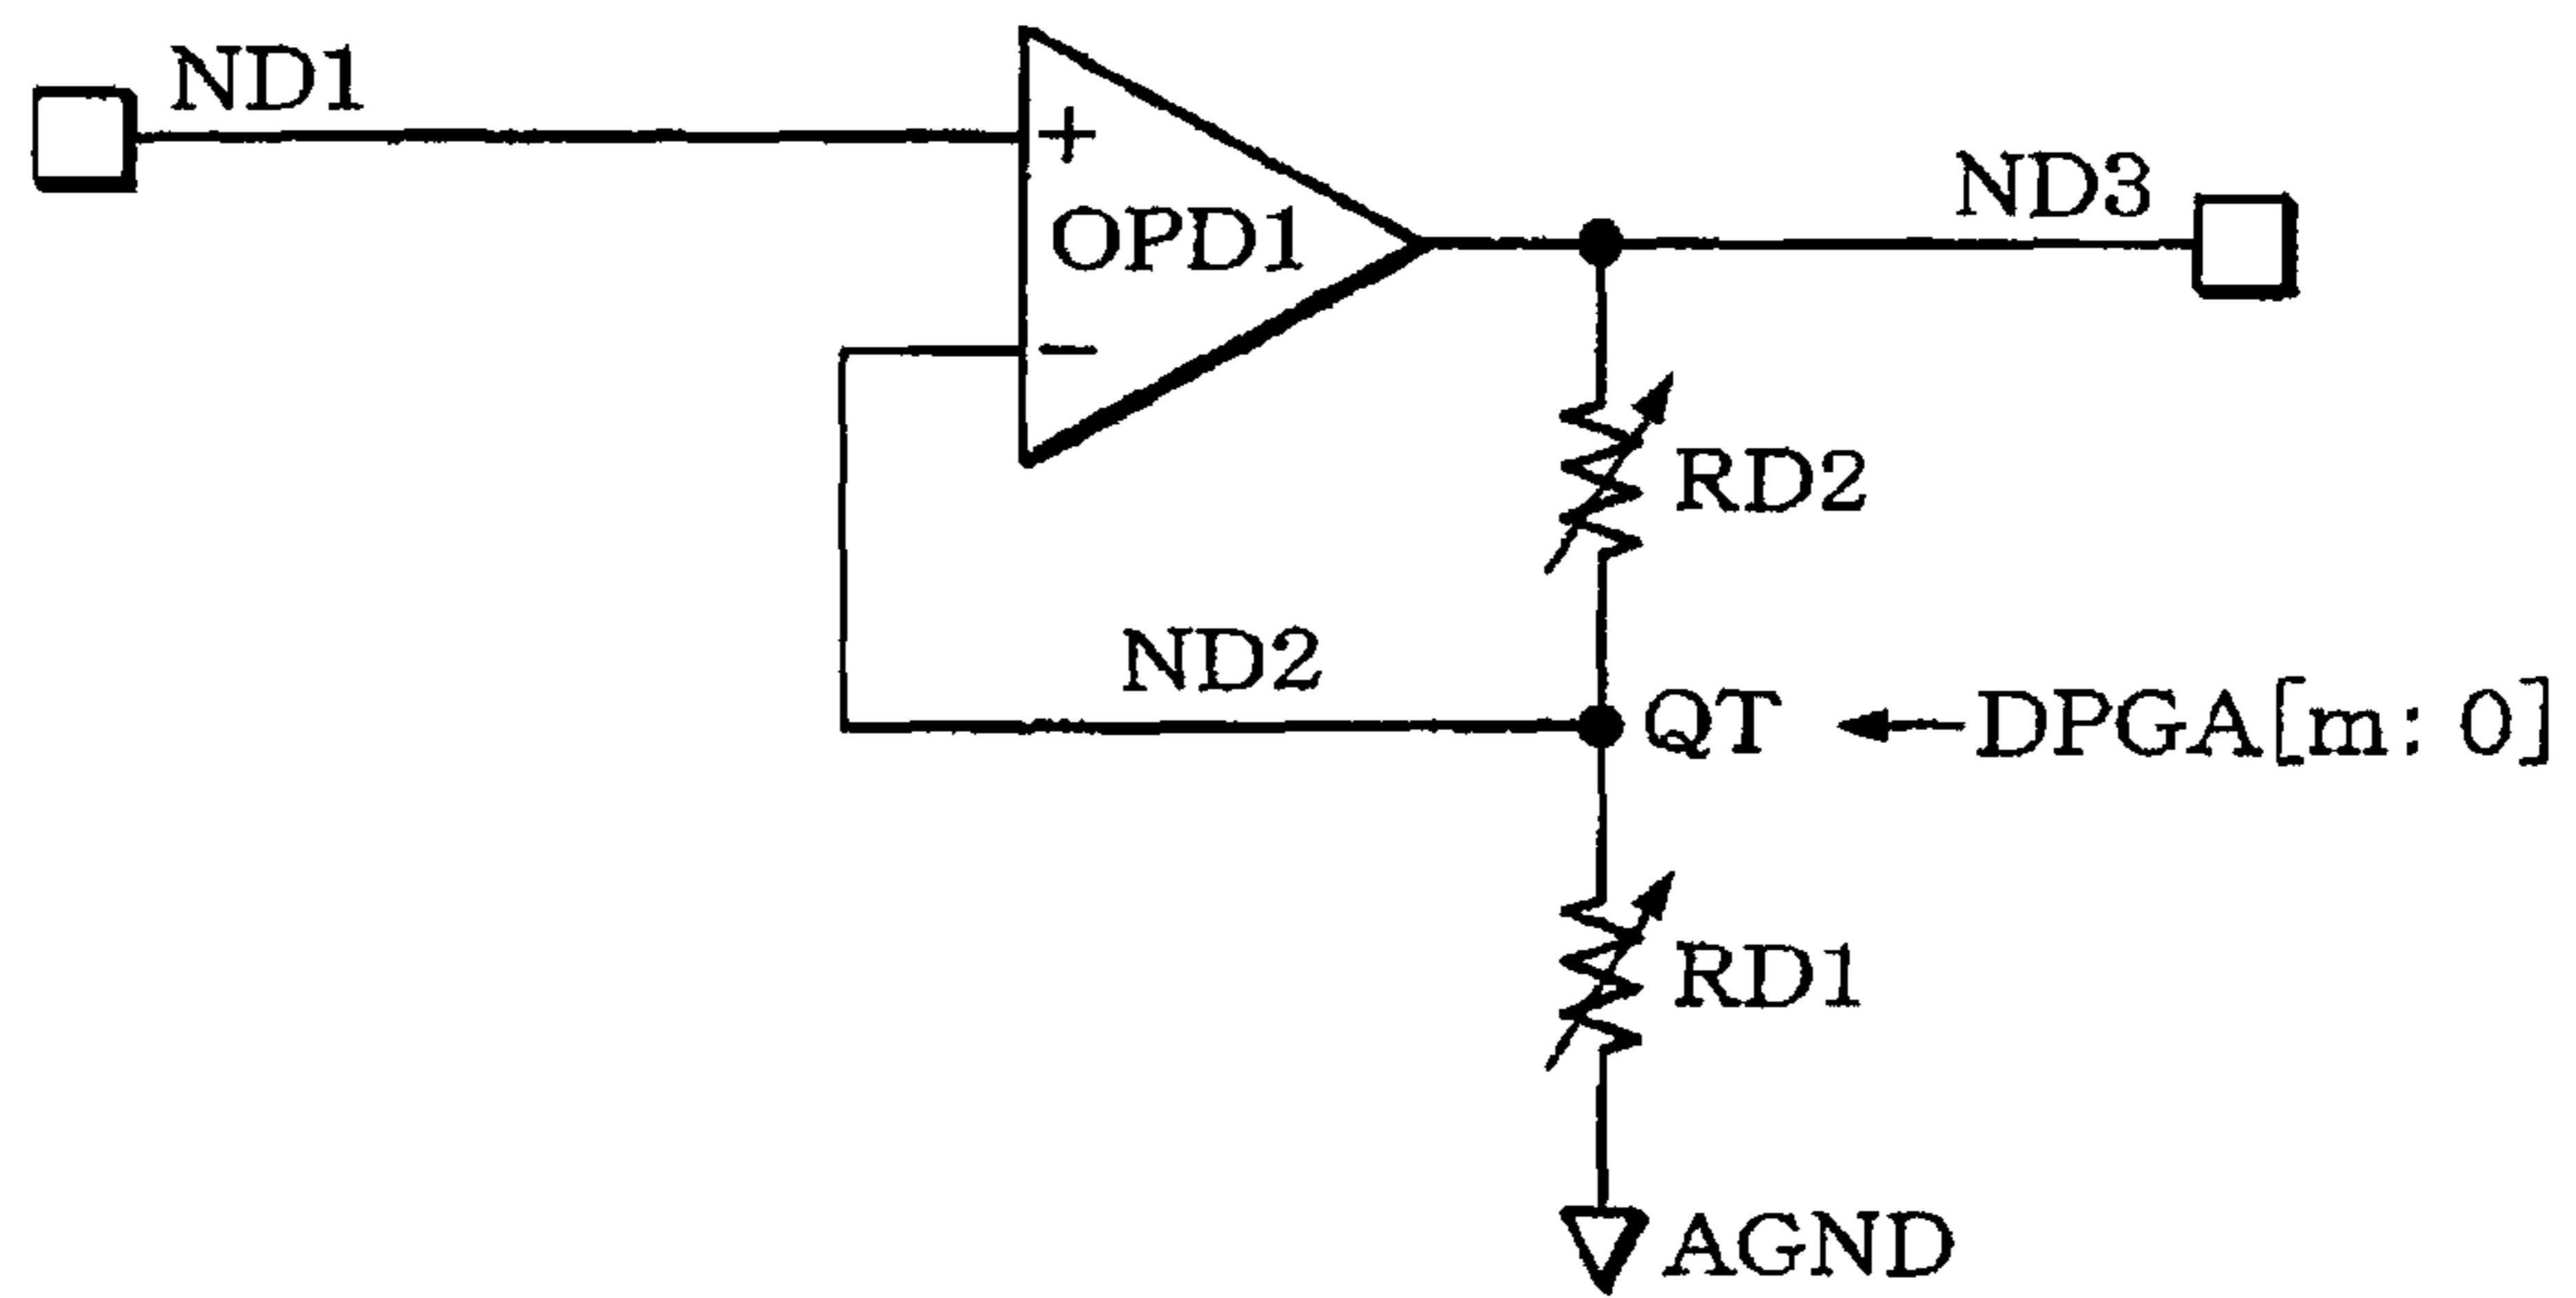 ND1
+
OPD1
ND3
−
RD2
ND2
QT
DPGA[m: 0]
RD1
AGND